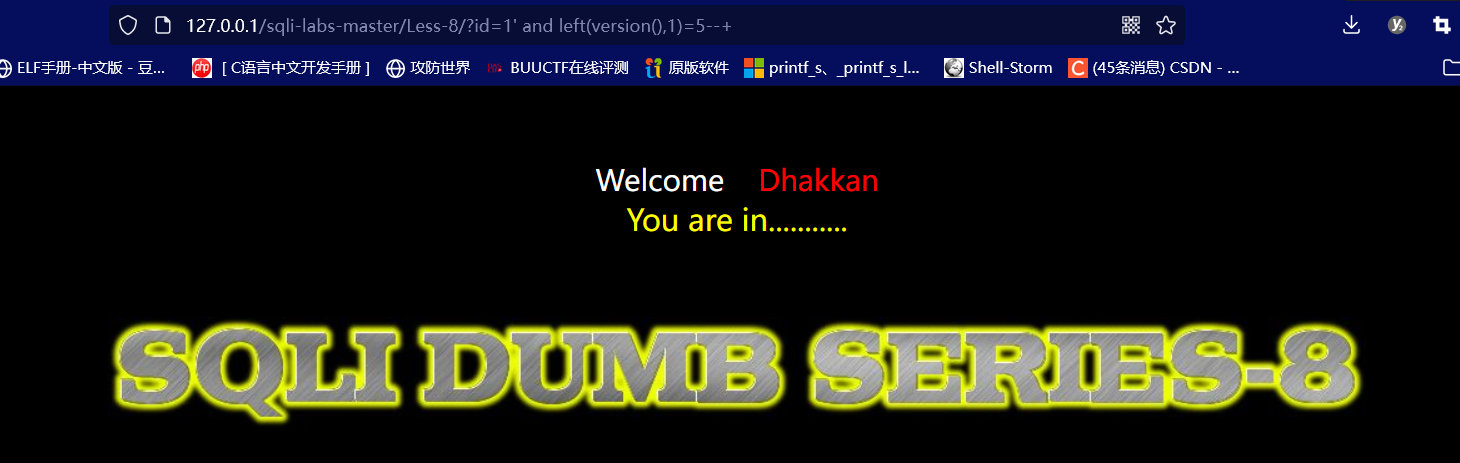 127.0.0.1/sqli-labs-master/Less-8/?id=1' and left(version(),1)=5--+
ELF手册-中文版 - 豆... php [ C语言中文开发手册 ] 攻防世界 BUUCTF在线评测 原版软件 printf_s、_printf_s_l... Shell-Storm C (45条消息) CSDN - ...
Welcome Dhakkan
You are in...........
SQLI DUMB SERIES-8